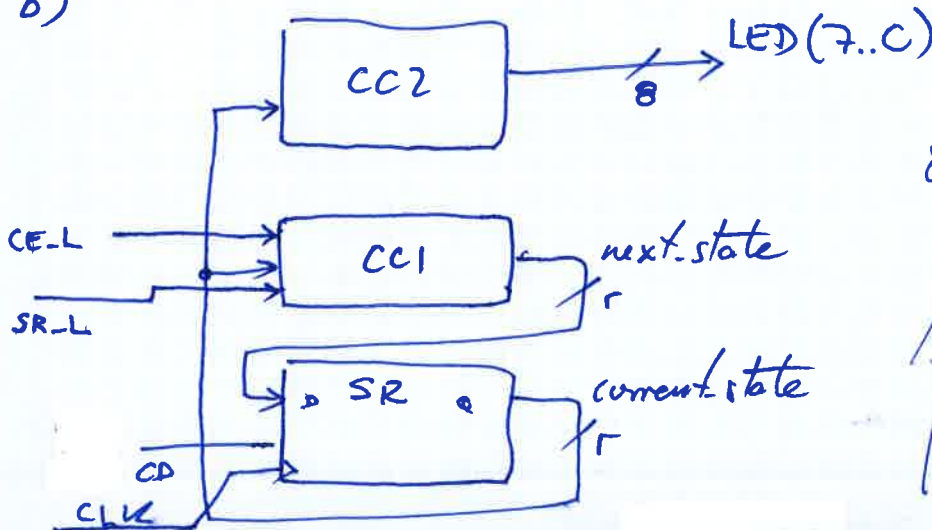 b)
CC2
8
LED(7..0)
CE_L
CC1
next_state
r
SR_L
D SR Q
current_state
r
CD
CLK